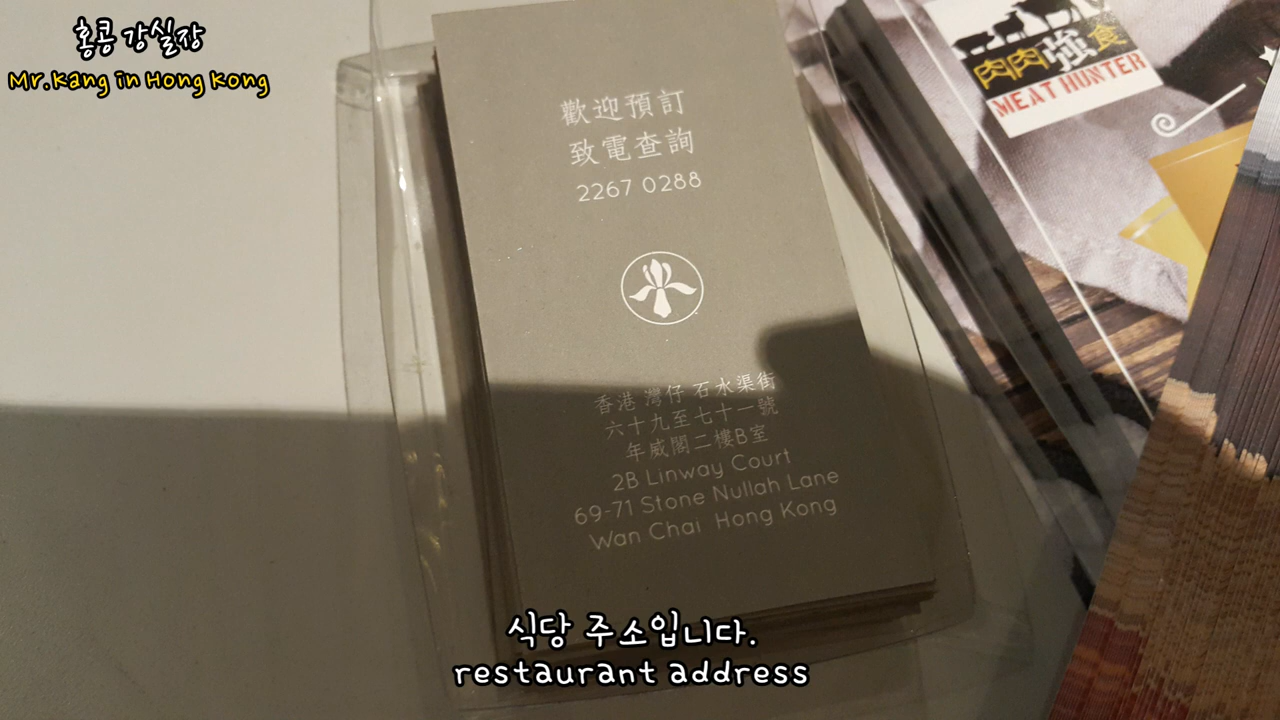 홍콩 강실장
Mr.Kang in Hong Kong
肉肉強食
MEAT HUNTER
歡迎預訂
致電查詢
2267 0288
香港 灣仔 石水渠街
六十九至七十一號
年威閣二樓B室
2B Linway Court
69-71 Stone Nullah Lane
Wan Chai Hong Kong
식당 주소입니다.
restaurant address